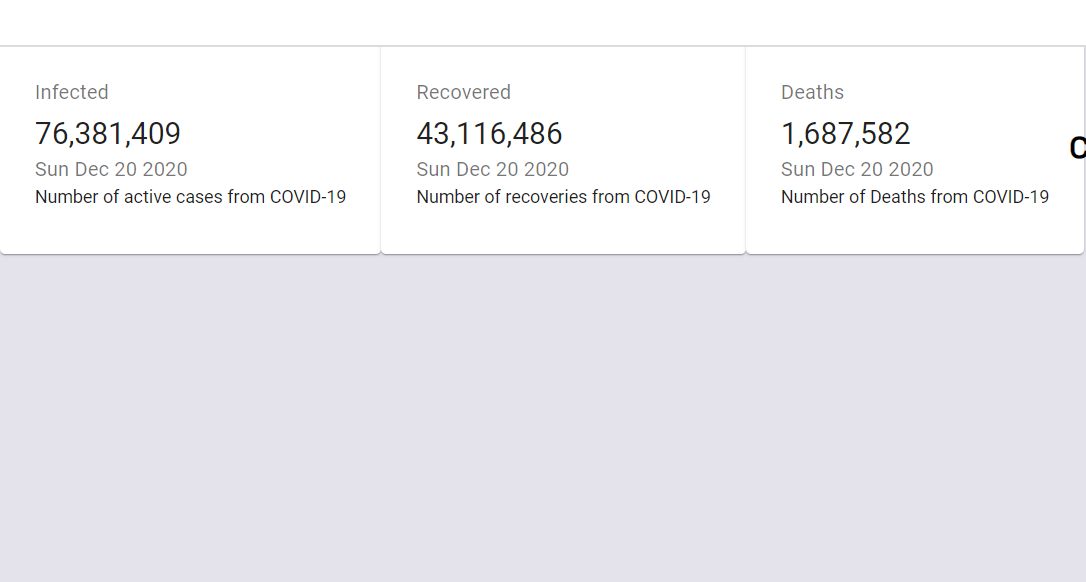 Infected
76,381,409
Sun Dec 20 2020
Number of active cases from COVID-19
Recovered
43,116,486
Sun Dec 20 2020
Number of recoveries from COVID-19
Deaths
1,687,582
Sun Dec 20 2020
Number of Deaths from COVID-19